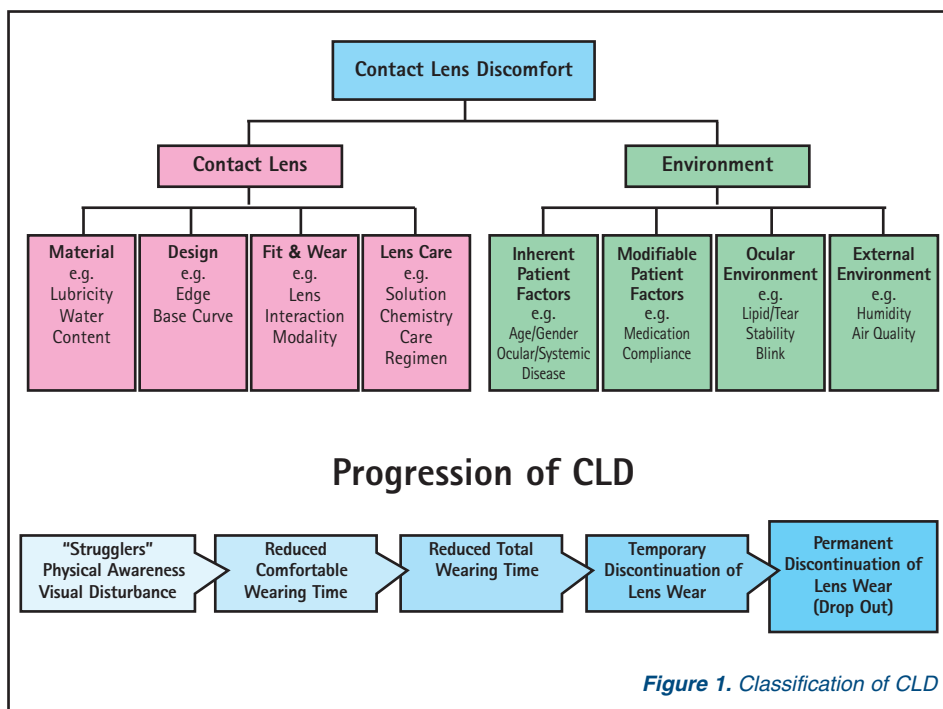 Contact Lens Discomfort
Contact Lens
Environment
Material
e.g.
Lubricity
Water
Content
Design
e.g.
Edge
Base Curve
Fit & Wear
e.g.
Lens
Interaction
Modality
Lens Care
e.g.
Solution
Chemistry
Care
Regimen
Inherent
Patient
Factors
e.g.
Age/Gender
Ocular/Systemic
Disease
Modifiable
Patient
Factors
e.g.
Medication
Compliance
Ocular
Environment
e.g.
Lipid/Tear
Stability
Blink
External
Environment
e.g.
Humidity
Air Quality
Progression of CLD
"Strugglers"
Physical Awareness
Visual Disturbance
Reduced
Comfortable
Wearing Time
Reduced Total
Wearing Time
Temporary
Discontinuation of
Lens Wear
Permanent
Discontinuation of
Lens Wear
(Drop Out)
Figure 1. Classification of CLD